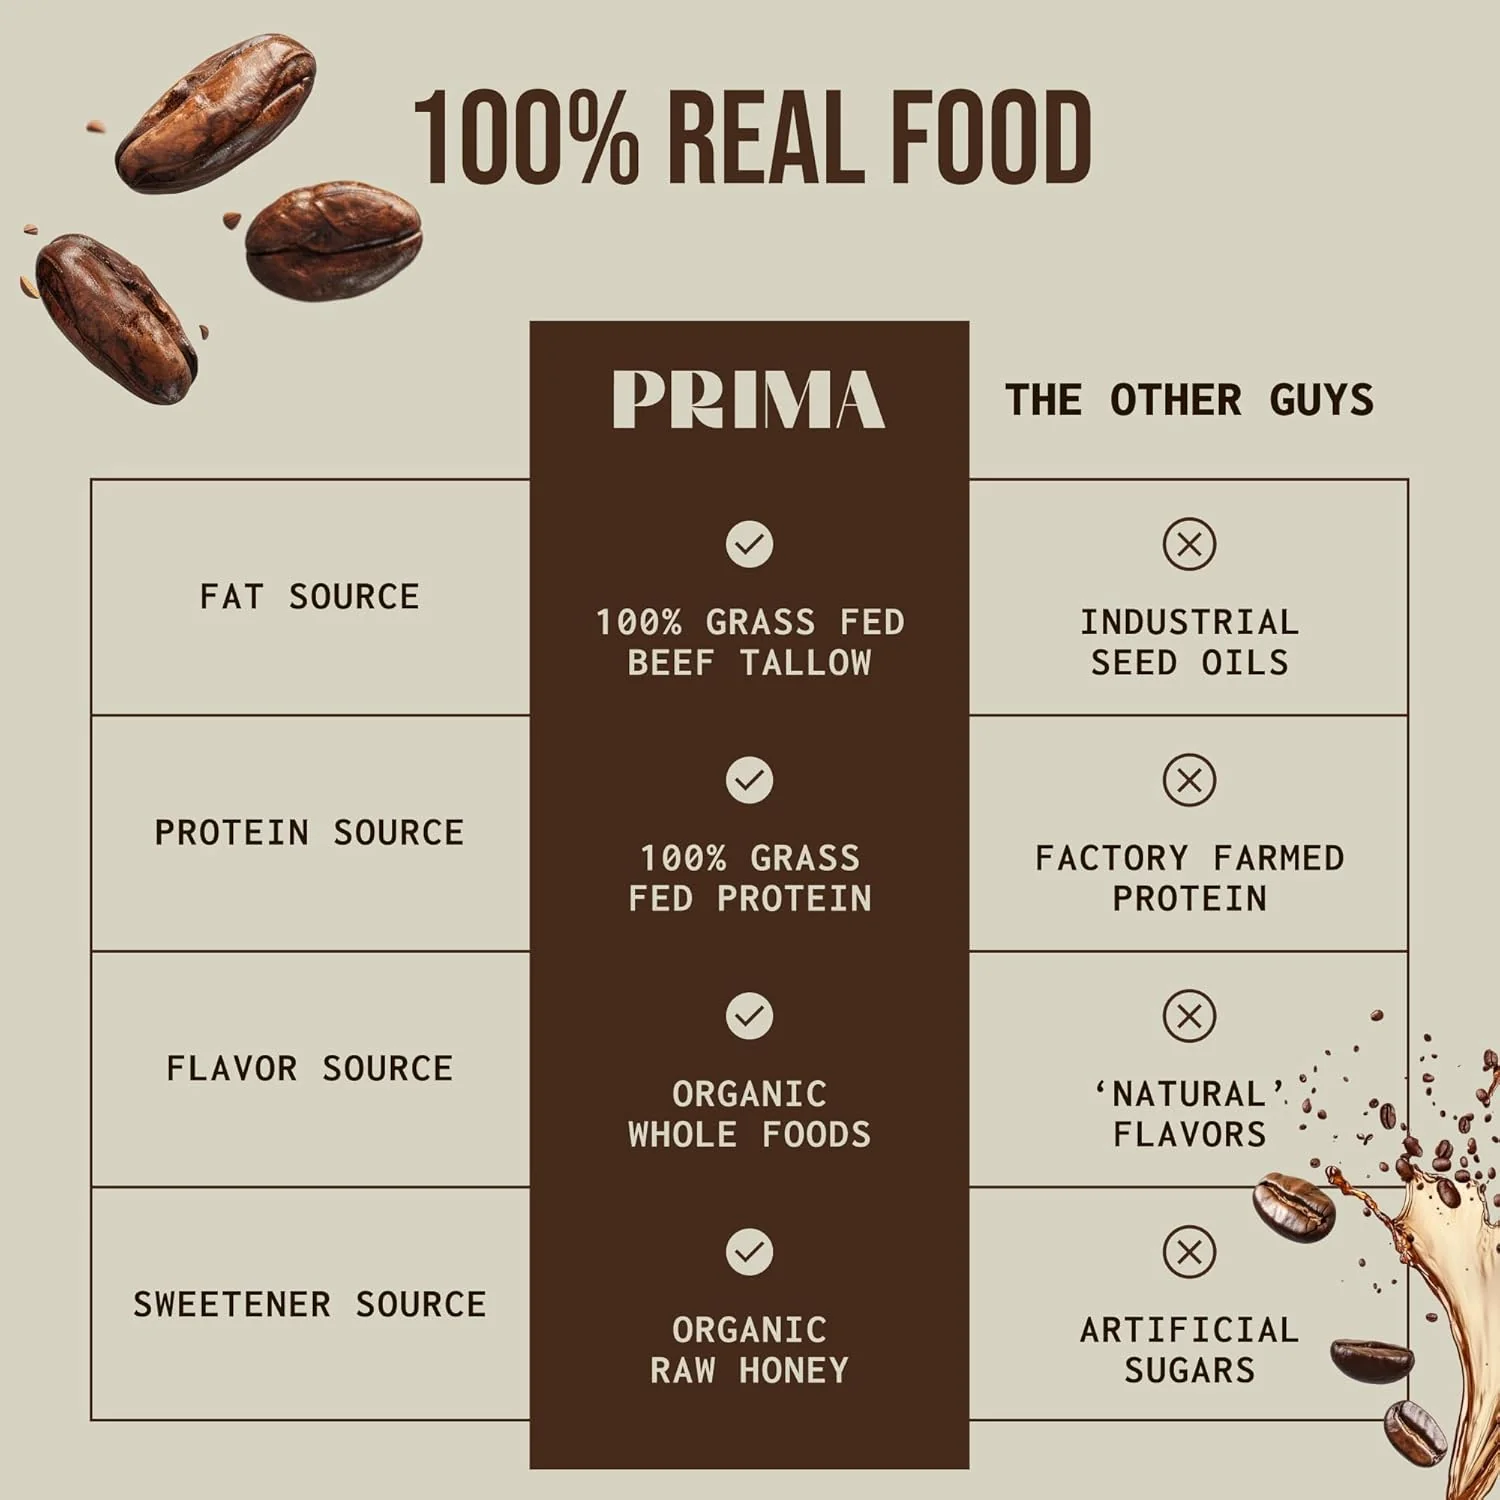 100% REAL FOOD
PRIMA
THE OTHER GUYS
FAT SOURCE
100% GRASS FED
BEEF TALLOW
INDUSTRIAL
SEED OILS
PROTEIN SOURCE
100% GRASS
FED PROTEIN
FACTORY FARMED
PROTEIN
FLAVOR SOURCE
ORGANIC
WHOLE FOODS
‘NATURAL’
FLAVORS
SWEETENER SOURCE
ORGANIC
RAW HONEY
ARTIFICIAL
SUGARS